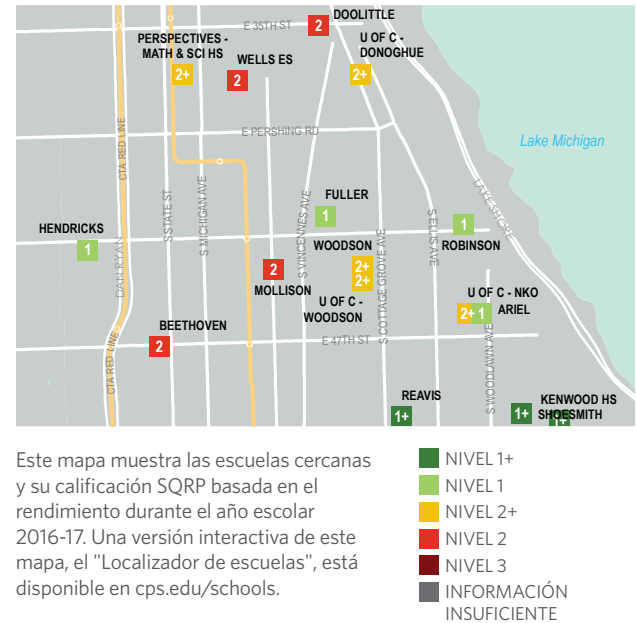 DOOLITTLE
E 35TH ST
2
PERSPECTIVES -
MATH & SCI HS
2+
WELLS ES
2
U OF C -
DONOGHUE
2+
E PERSHING RD
Lake Michigan
CTA RED LINE
S STATE ST
S MICHIGAN AVE
S VINCENNES AVE
FULLER
1
HENDRICKS
1
DAN RYAN
LAKE SHORE
S ELLIS AVE
1
ROBINSON
WOODSON
2+
2+
U OF C -
WOODSON
2
MOLLISON
S COTTAGE GROVE AVE
U OF C - NKO
ARIEL
2+
1
BEETHOVEN
2
E 47TH ST
CTA RED LINE
S WOODLAWN AVE
REAVIS
1+
KENWOOD HS
SHOESMITH
1+
1+
Este mapa muestra las escuelas cercanas
y su calificación SQRP basada en el
rendimiento durante el año escolar
2016-17. Una versión interactiva de este
mapa, el "Localizador de escuelas", está
disponible en cps.edu/schools.
NIVEL 1+
NIVEL 1
NIVEL 2+
NIVEL 2
NIVEL 3
INFORMACIÓN
INSUFICIENTE